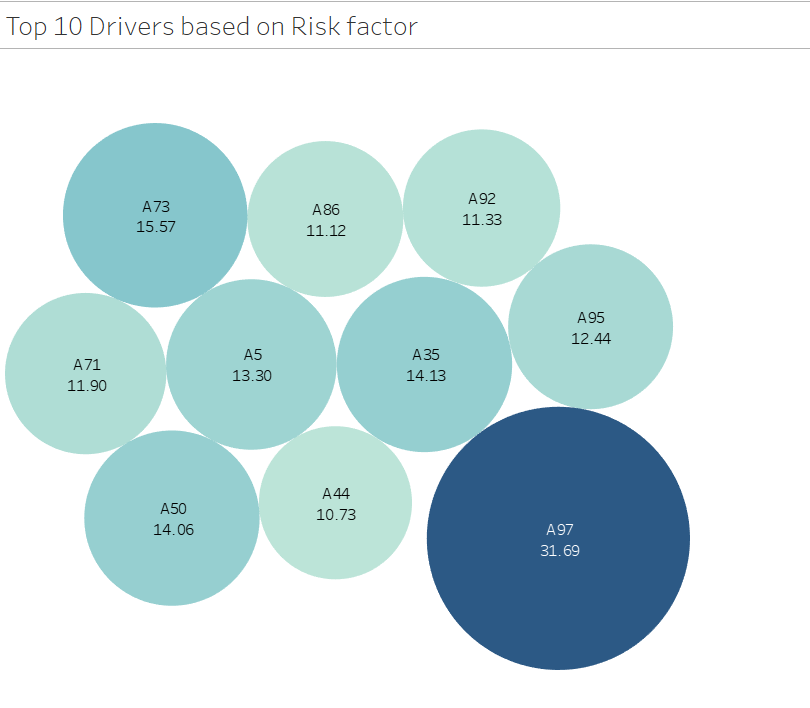 Top 10 Drivers based on Risk factor
A73
15.57
A86
11.12
A92
11.33
A95
12.44
A71
11.90
A5
13.30
A35
14.13
A50
14.06
A44
10.73
A97
31.69